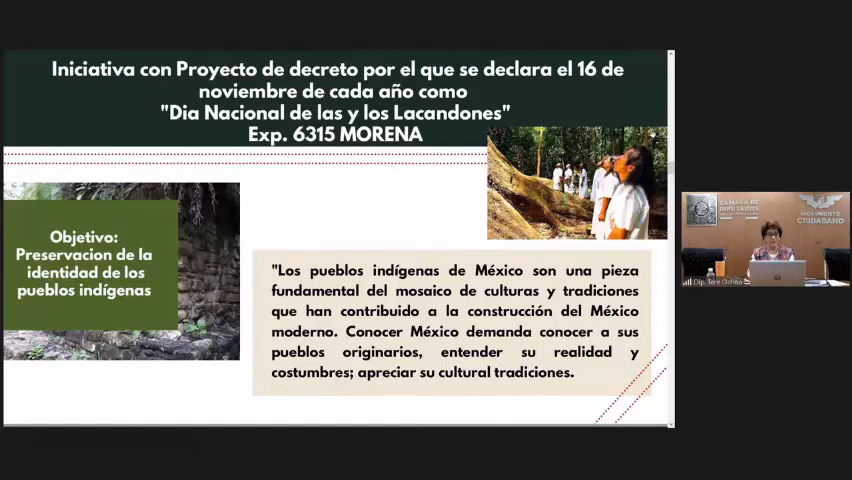 Iniciativa con Proyecto de decreto por el que se declara el 16 de
noviembre de cada año como
"Dia Nacional de las y los Lacandones"
Exp. 6315 MORENA
Objetivo:
Preservacion de la
identidad de los
pueblos indígenas
"Los pueblos indígenas de México son una pieza
fundamental del mosaico de culturas y tradiciones
que han contribuido a la construcción del México
moderno. Conocer México demanda conocer a sus
pueblos originarios, entender su realidad y
costumbres; apreciar su cultural tradiciones.
CÁMARA DE
DIPUTADOS
MOVIMIENTO
CIUDADANO
Dip. Tere Ochoa